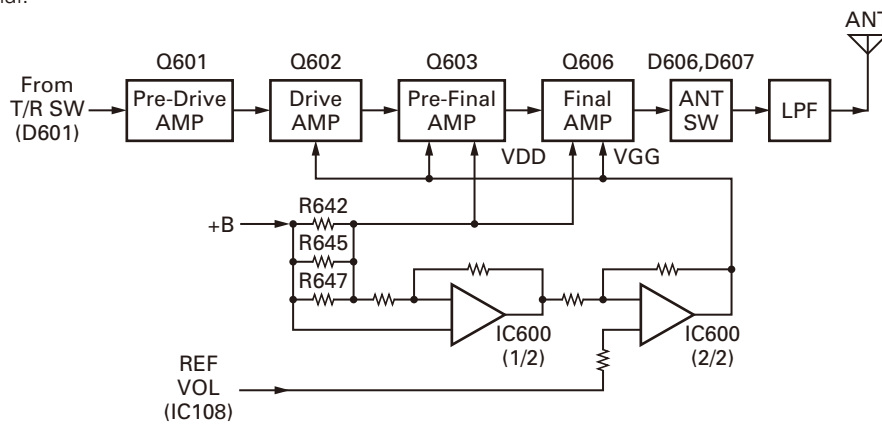 ANT
Q601
Q602
Q603
Q606
D606,D607
From
T/R SW
(D601)
Pre-Drive
AMP
Drive
AMP
Pre-Final
AMP
Final
AMP
ANT
SW
LPF
VDD
VGG
+B
R642
R645
R647
IC600
(1/2)
IC600
(2/2)
REF
VOL
(IC108)